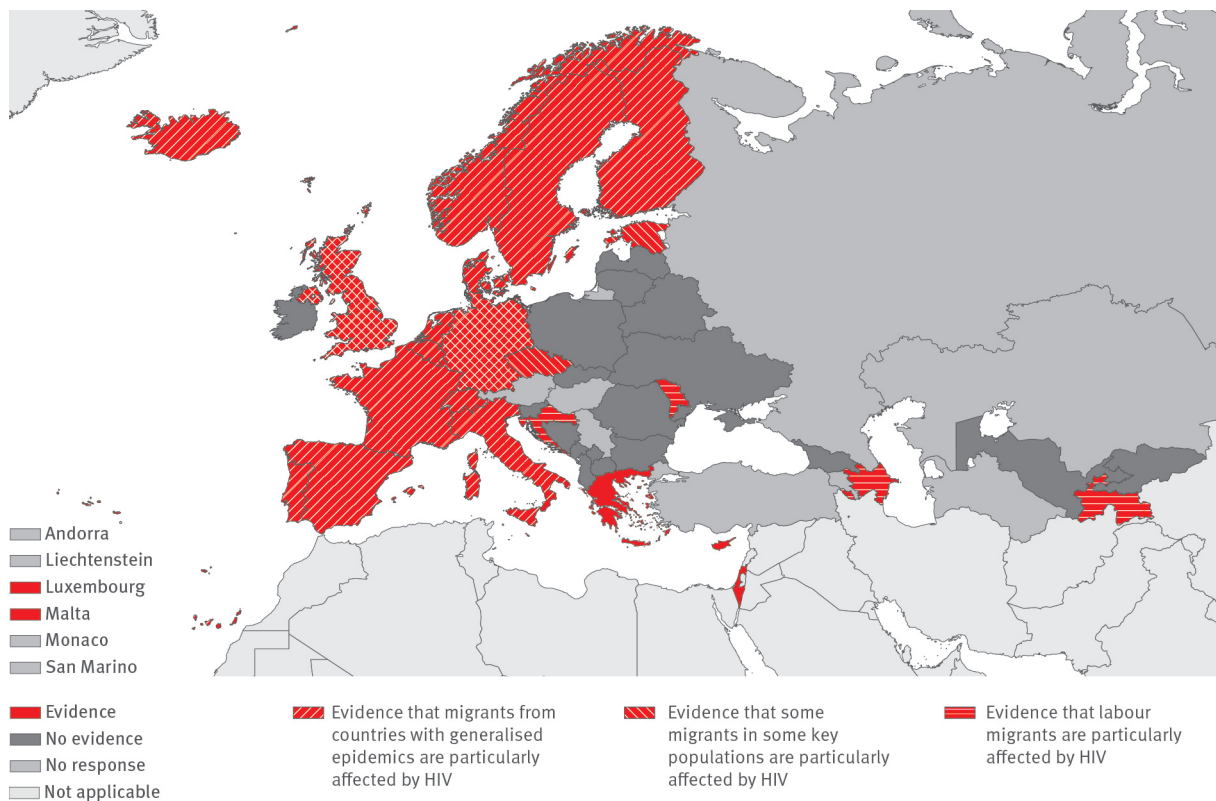 Andorra
Liechtenstein
Luxembourg
Malta
Monaco
San Marino
Evidence
No evidence
No response
Not applicable
Evidence that migrants from
countries with generalised
epidemics are particularly
affected by HIV
Evidence that some
migrants in some key
populations are particularly
affected by HIV
Evidence that labour
migrants are particularly
affected by HIV